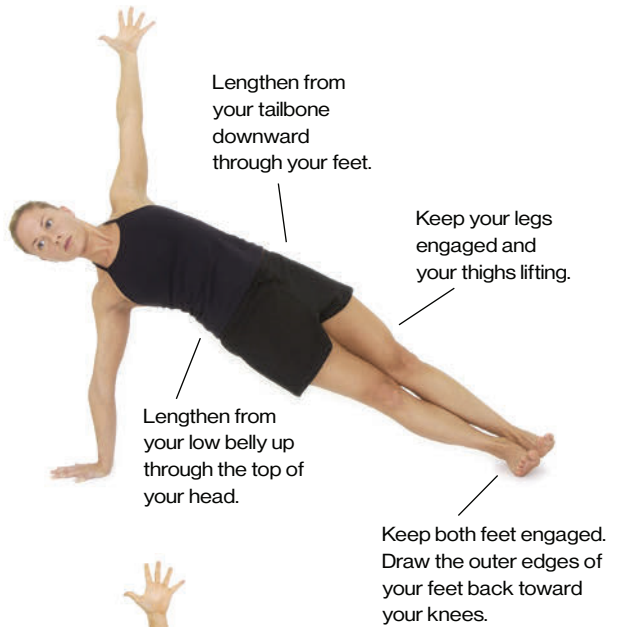 Lengthen from
your tailbone
downward
through your feet.
Keep your legs
engaged and
your thighs lifting.
Lengthen from
your low belly up
through the top of
your head.
Keep both feet engaged.
Draw the outer edges of
your feet back toward
your knees.